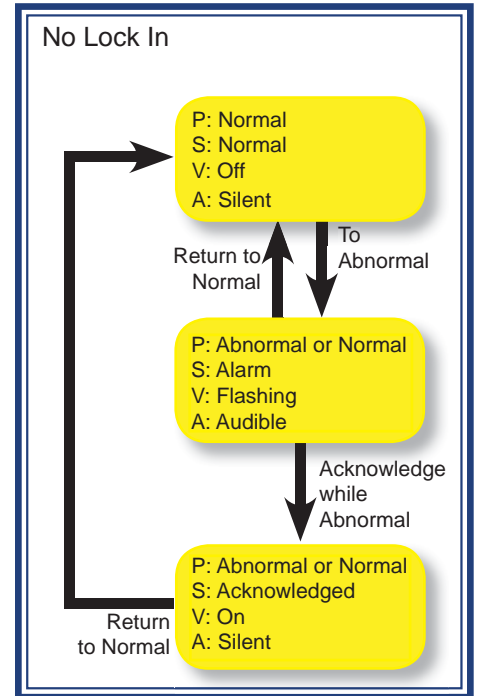 No Lock In
P: Normal
S: Normal
V: Off
A: Silent
To
Abnormal
Return to
Normal
P: Abnormal or Normal
S: Alarm
V: Flashing
A: Audible
Acknowledge
while
Abnormal
P: Abnormal or Normal
S: Acknowledged
V: On
A: Silent
Return
to Normal